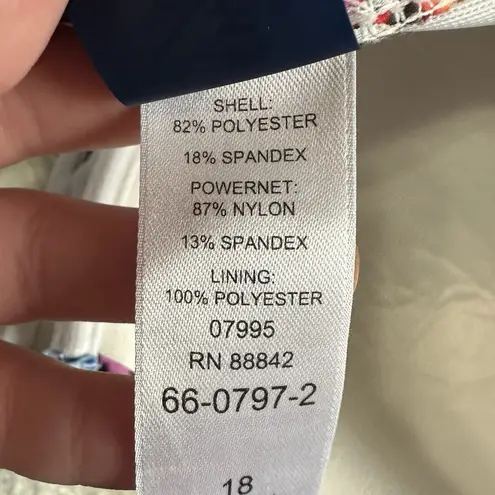 SHELL:
82% POLYESTER
18% SPANDEX
POWERNET:
87% NYLON
13% SPANDEX
LINING:
100% POLYESTER
07995
RN 88842
66-0797-2
18